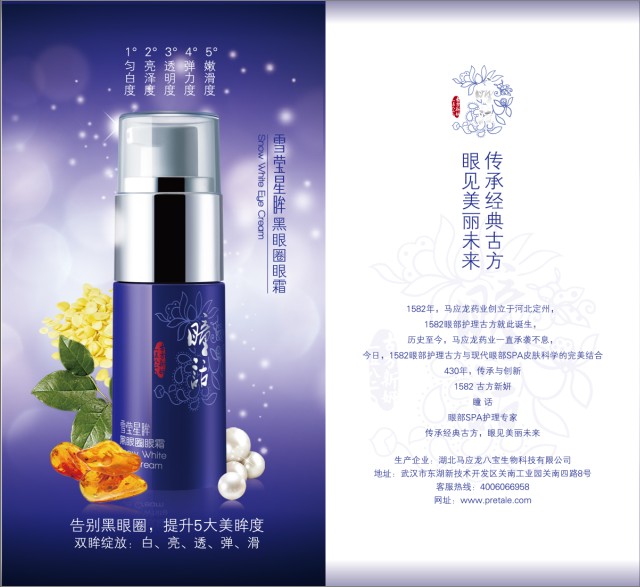 1° 2° 3° 4° 5°
匀白度
亮泽度
透明度
弹力度
嫩滑度
雪莹星眸黑眼圈眼霜
Snow White Eye Cream
瞳話
雪莹星眸
黑眼圈眼霜
Snow White
Cream
告别黑眼圈，提升5大美眸度
双眸绽放：白、亮、透、弹、滑
传承经典古方
眼见美丽未来
1582年，马应龙药业创立于河北定州，
1582眼部护理古方就此诞生，
历史至今，马应龙药业一直承袭不息，
今日，1582眼部护理古方与现代眼部SPA皮肤科学的完美结合
430年，传承与创新
1582 古方新妍
瞳 话
眼部SPA护理专家
传承经典古方，眼见美丽未来
生产企业：湖北马应龙八宝生物科技有限公司
地址：武汉市东湖新技术开发区关南工业园关南四路8号
客服热线：4006066958
网址：www.pretale.com